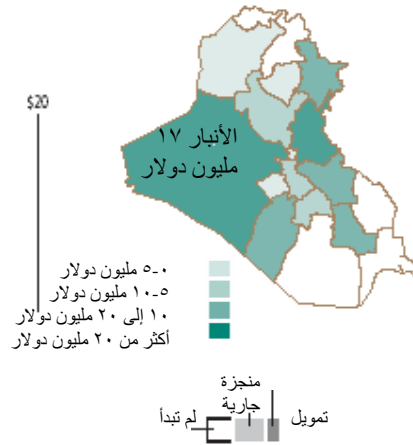 $20
الأنبار ١٧
مليون دولار
٠-٥ مليون دولار
٥-١٠ مليون دولار
١٠ إلى ٢٠ مليون دولار
أكثر من ٢٠ مليون دولار
منجزة
جارية
تمويل
لم تبدأ